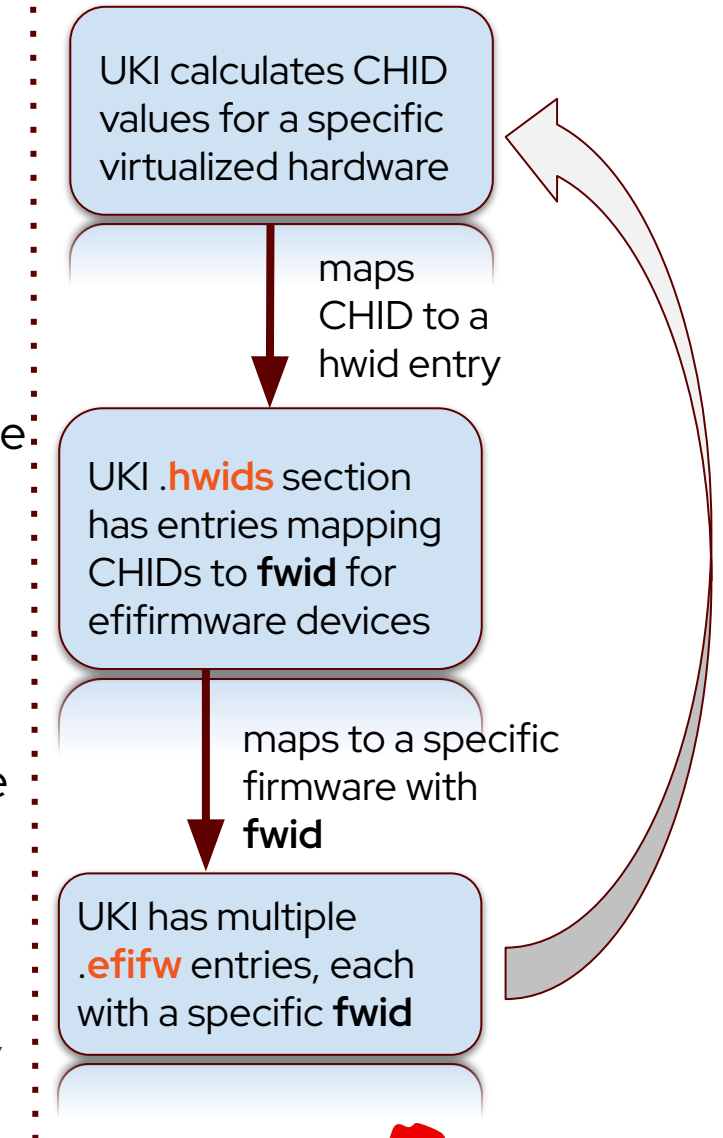 UKI calculates CHID
values for a specific
virtualized hardware
maps
CHID to a
hwid entry
e
UKI .hwids section
has entries mapping
CHIDs to fwid for
efifirmware devices
maps to a specific
firmware with
fwid
e
UKI has multiple
.efifw entries, each
with a specific fwid